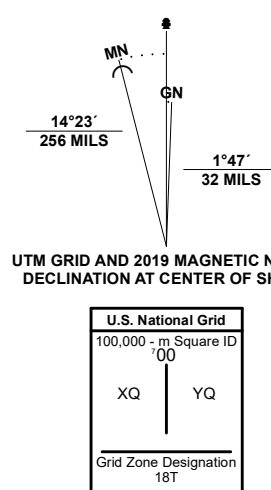 MN
GN
14°23´
256 MILS
1°47´
32 MILS
UTM GRID AND 2019 MAGNETIC N
DECLINATION AT CENTER OF SH
U.S. National Grid
100,000 - m Square ID
⁷00
XQ YQ
Grid Zone Designation
18T